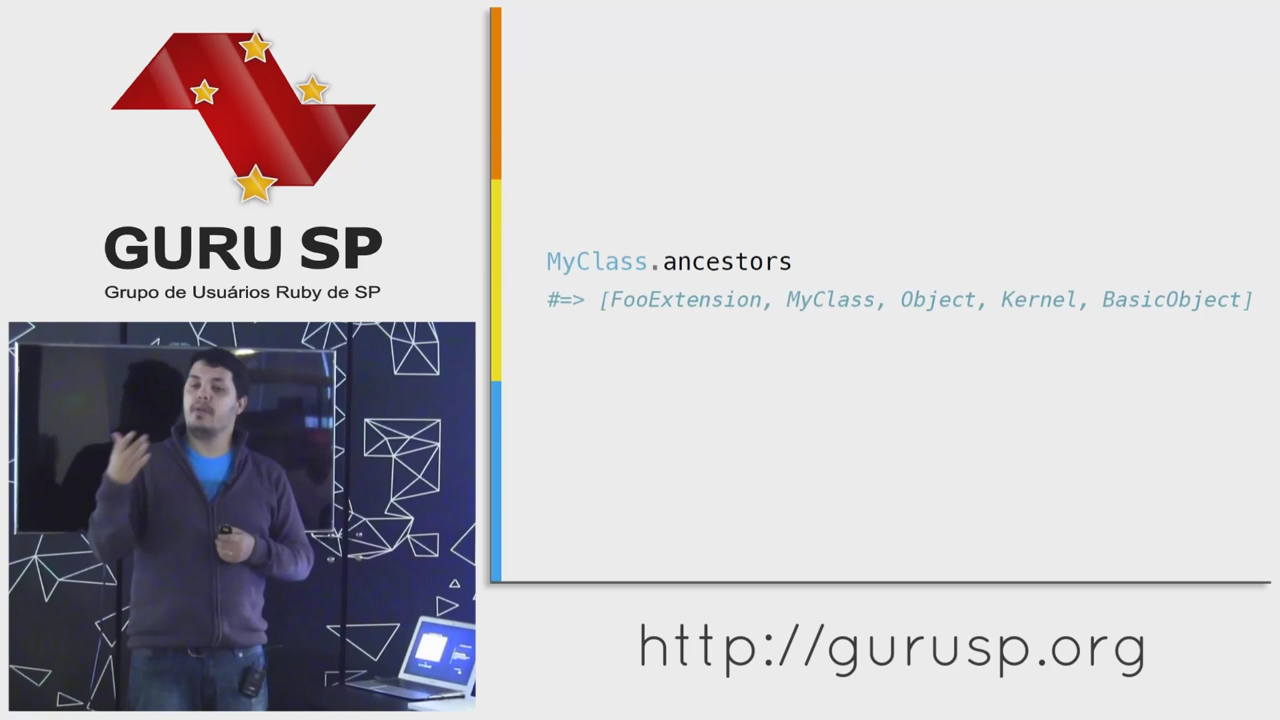 GURU SP
Grupo de Usuários Ruby de SP
MyClass.ancestors
#=> [FooExtension, MyClass, Object, Kernel, BasicObject]
http://gurusp.org